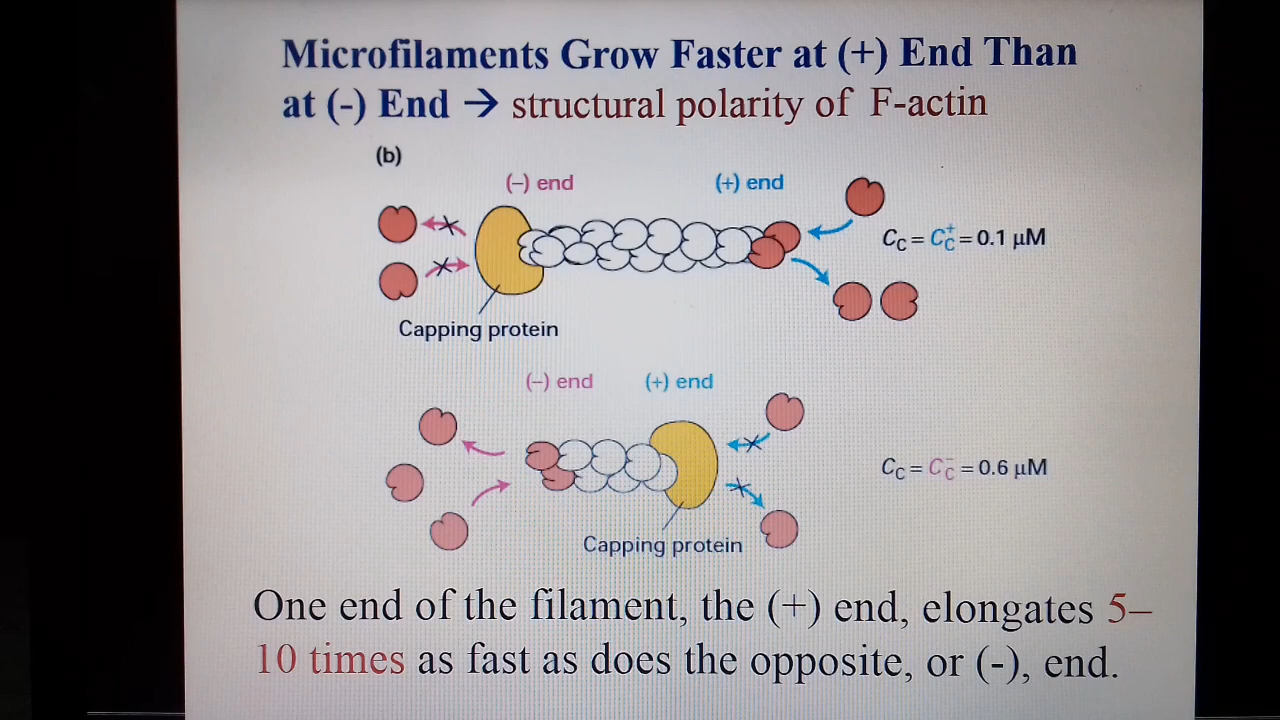 Microfilaments Grow Faster at (+) End Than
at (-) End → structural polarity of F-actin
(b)
(–) end
(+) end
C_C = C_C^+ = 0.1 µM
Capping protein
(–) end
(+) end
C_C = C_C^– = 0.6 µM
Capping protein
One end of the filament, the (+) end, elongates 5–
10 times as fast as does the opposite, or (-), end.